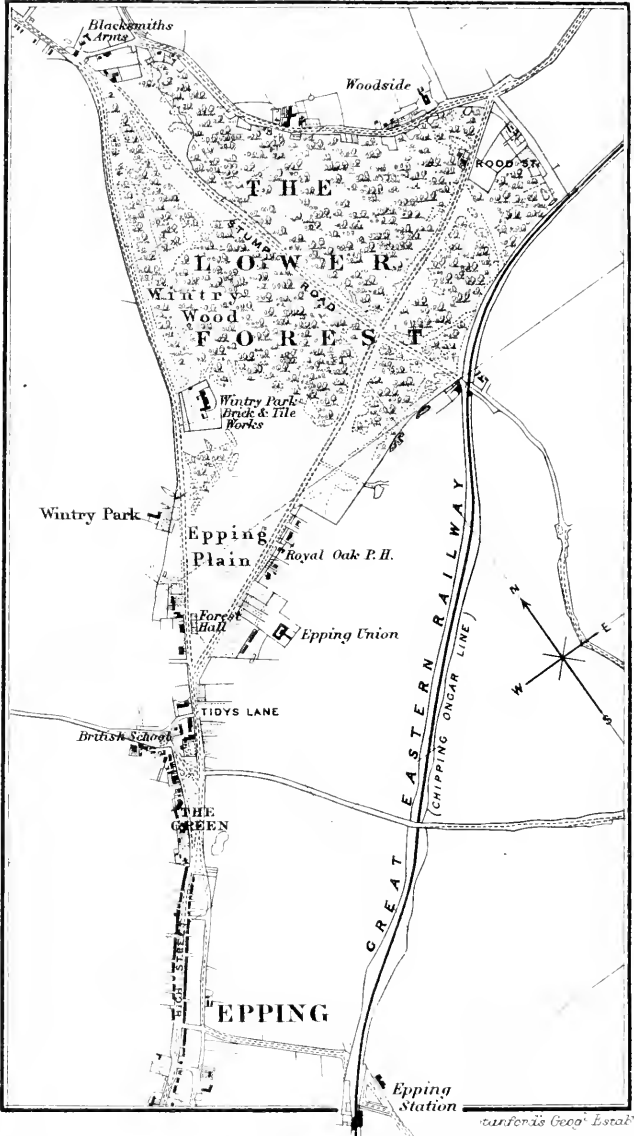 Blacksmiths
Arms
Woodside
ROOD ST.
THE
STUMP ROAD
LOWER
Wintry
Wood
FOREST
Wintry Park
Brick & Tile
Works
Wintry Park
Epping
Plain
Royal Oak P.H.
Forest
Hall
Epping Union
N
E
W
S
TIDYS LANE
British School
GREAT EASTERN RAILWAY
(CHIPPING ONGAR LINE)
THE
GREEN
HIGH STREET
EPPING
Epping
Station
tanford's Geog.l Estab